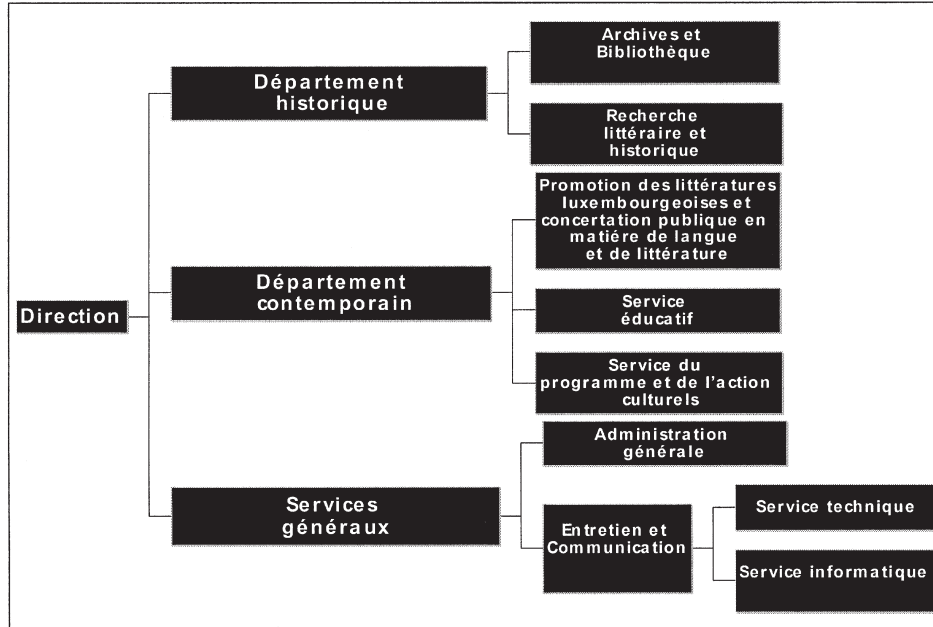 Direction
Département
historique
Archives et
Bibliothèque
Recherche
littéraire et
historique
Département
contemporain
Promotion des littératures
luxembourgeoises et
concertation publique en
matiére de langue
et de littérature
Service
éducatif
Service du
programme et de l'action
culturels
Services
généraux
Administration
générale
Entretien et
Communication
Service technique
Service informatique